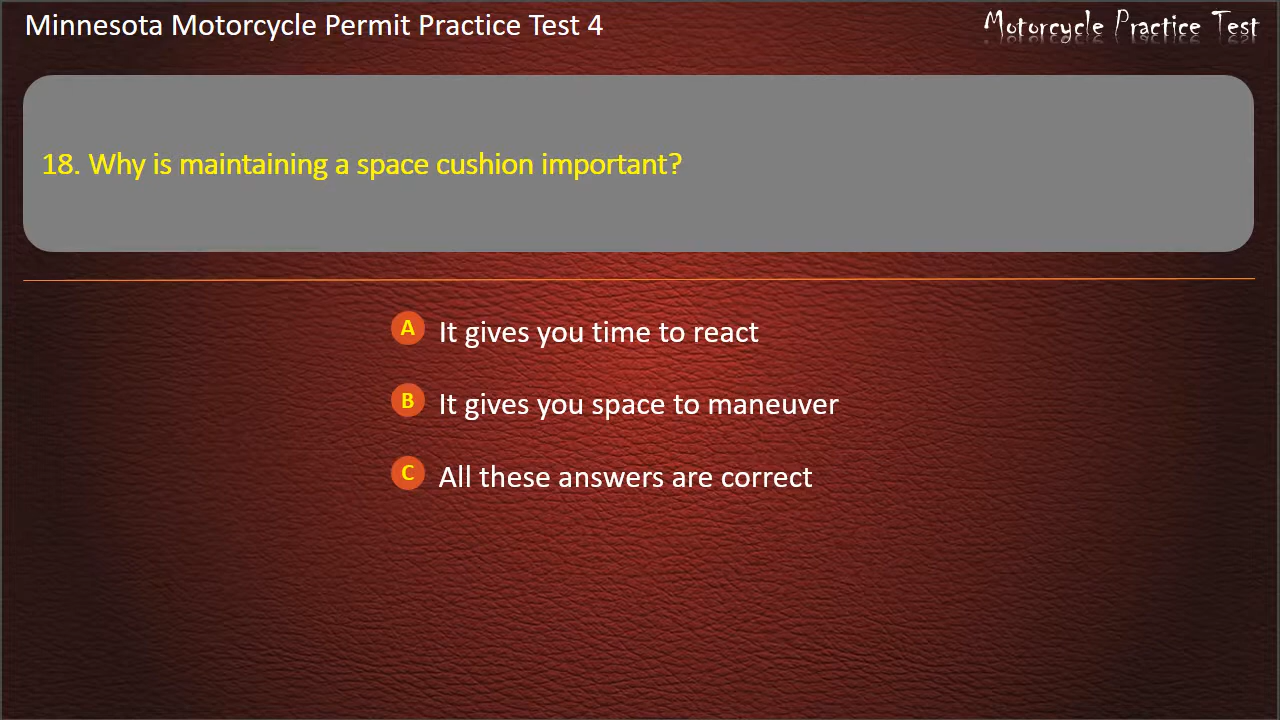 Minnesota Motorcycle Permit Practice Test 4
Motorcycle Practice Test
18. Why is maintaining a space cushion important?
A It gives you time to react
B It gives you space to maneuver
C All these answers are correct